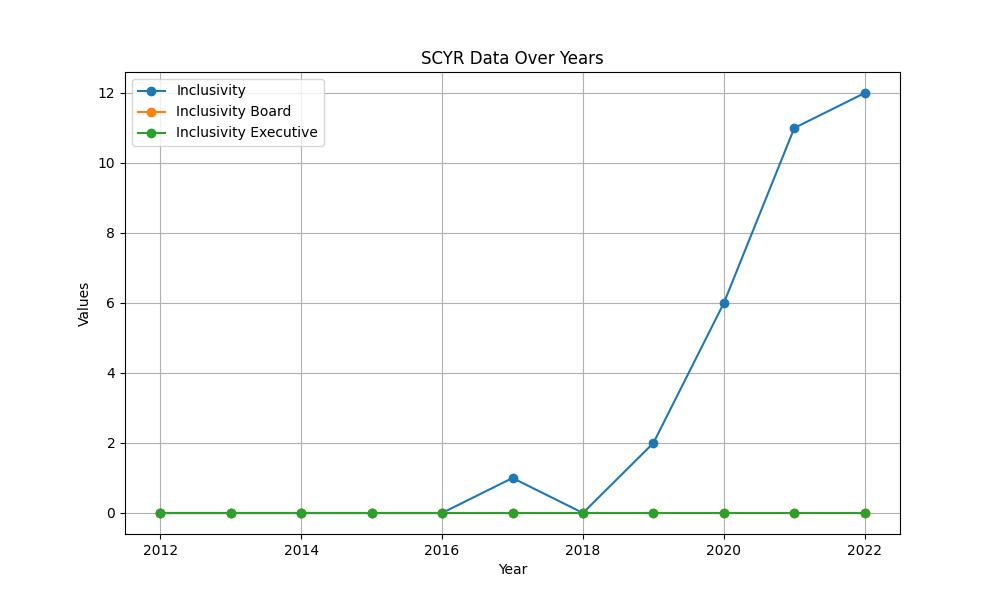 SCYR Data Over Years
Inclusivity
Inclusivity Board
Inclusivity Executive
12
10
8
6
4
2
0
Values
2012
2014
2016
2018
2020
2022
Year